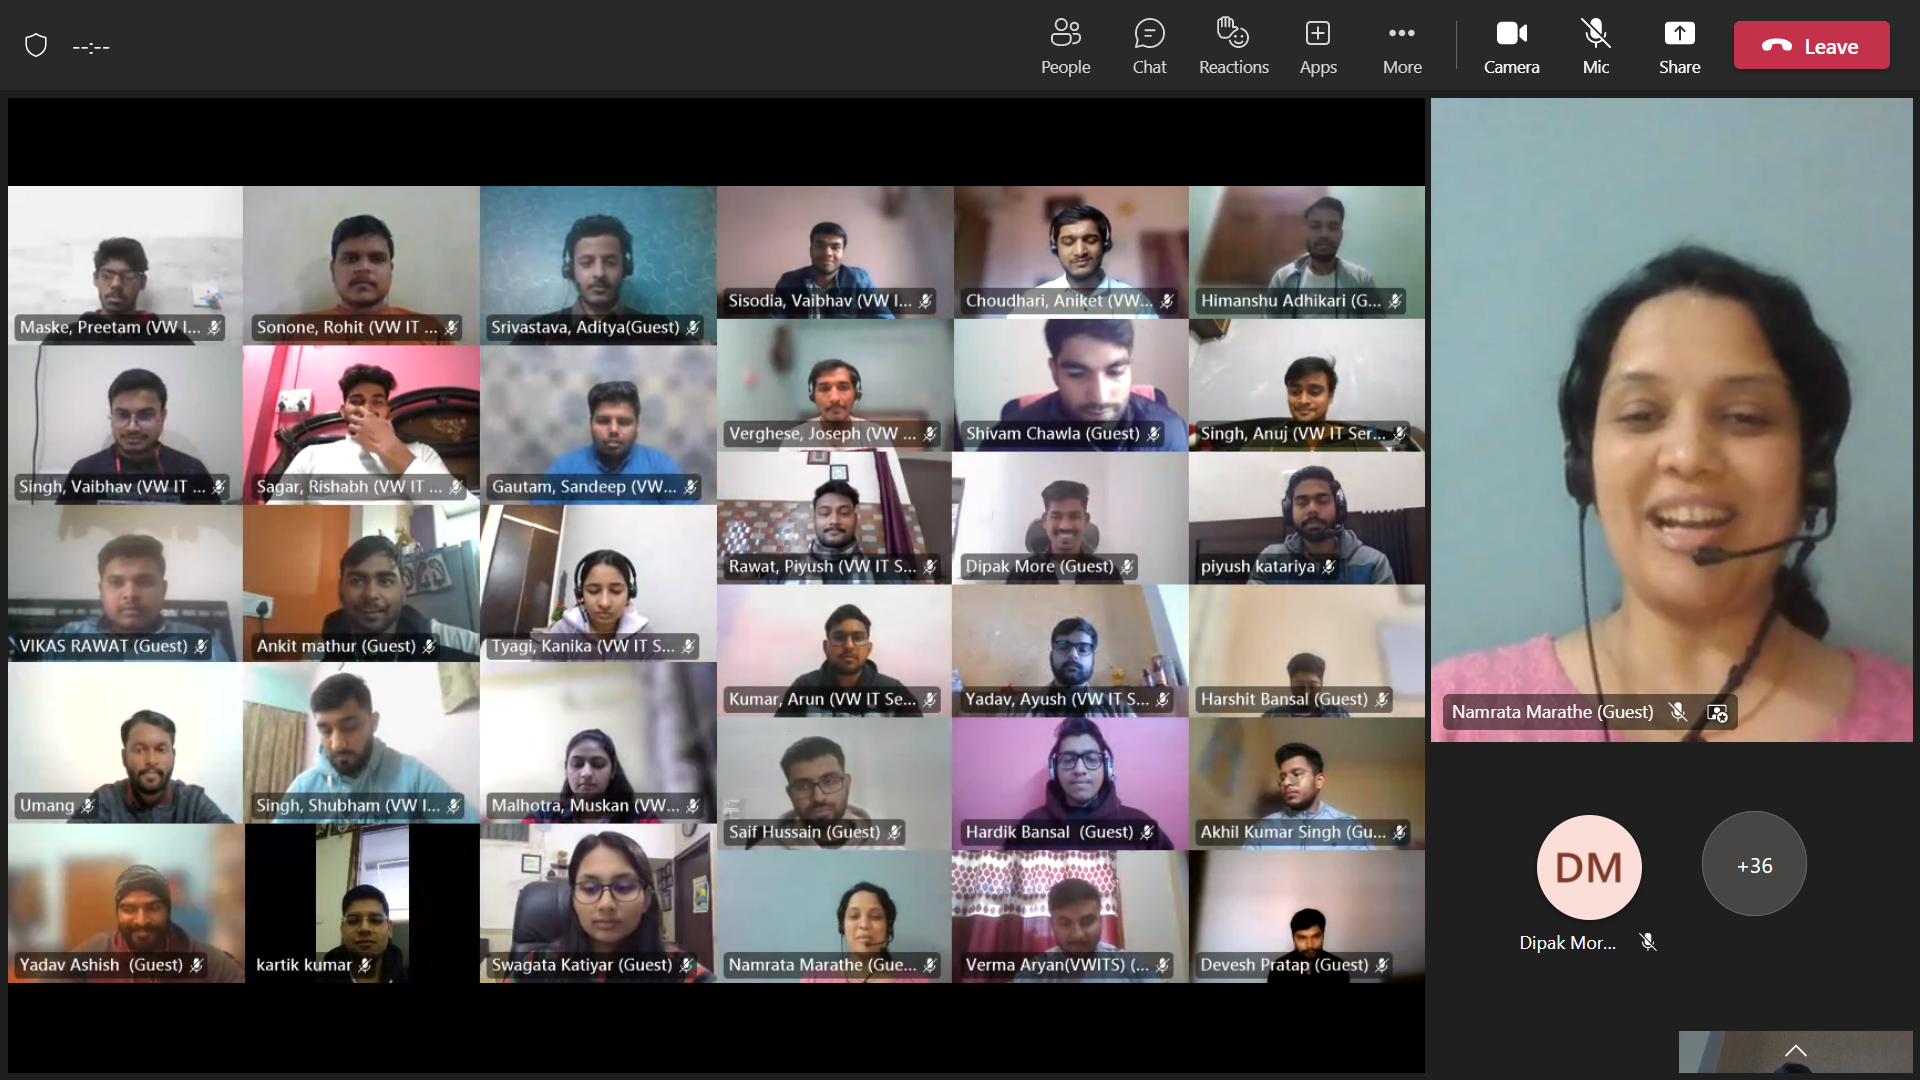 --:--
People
Chat
Reactions
Apps
More
Camera
Mic
Share
Leave
Maske, Preetam (VW I...
Sonone, Rohit (VW IT ...
Srivastava, Aditya(Guest)
Sisodia, Vaibhav (VW I...
Choudhari, Aniket (VW...
Himanshu Adhikari (G...
Singh, Vaibhav (VW IT ...
Sagar, Rishabh (VW IT ...
Gautam, Sandeep (VW...
Verghese, Joseph (VW ...
Shivam Chawla (Guest)
Singh, Anuj (VW IT Ser...
Rawat, Piyush (VW IT S...
Dipak More (Guest)
piyush katariya
VIKAS RAWAT (Guest)
Ankit mathur (Guest)
Tyagi, Kanika (VW IT S...
Kumar, Arun (VW IT Se...
Yadav, Ayush (VW IT S...
Harshit Bansal (Guest)
Umang
Singh, Shubham (VW I...
Malhotra, Muskan (VW...
Saif Hussain (Guest)
Hardik Bansal  (Guest)
Akhil Kumar Singh (Gu...
Yadav Ashish  (Guest)
kartik kumar
Swagata Katiyar (Guest)
Namrata Marathe (Gue...
Verma Aryan(VWITS) (...
Devesh Pratap (Guest)
Namrata Marathe (Guest)
DM
+36
Dipak Mor...